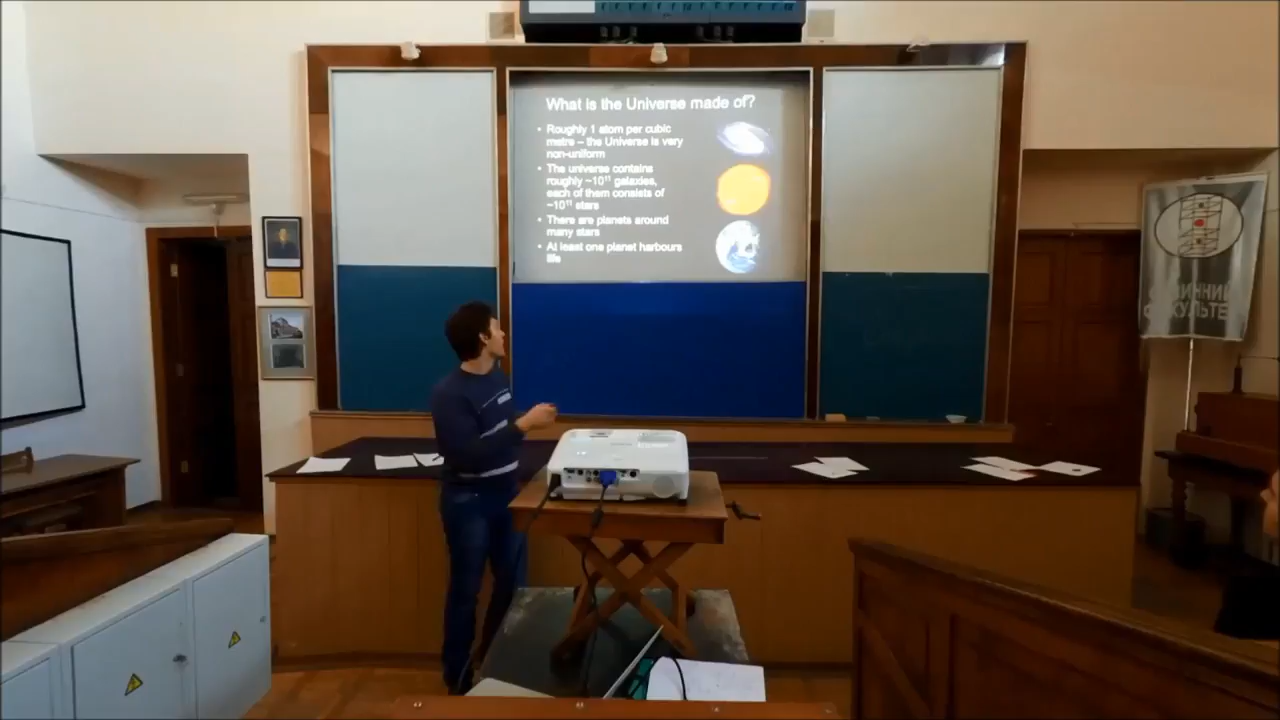 What is the Universe made of?
• Roughly 1 atom per cubic
metre – the Universe is very
non-uniform
• The universe contains
roughly ~10¹¹ galaxies,
each of them consists of
~10¹¹ stars
• There are planets around
many stars
• At least one planet harbours
life